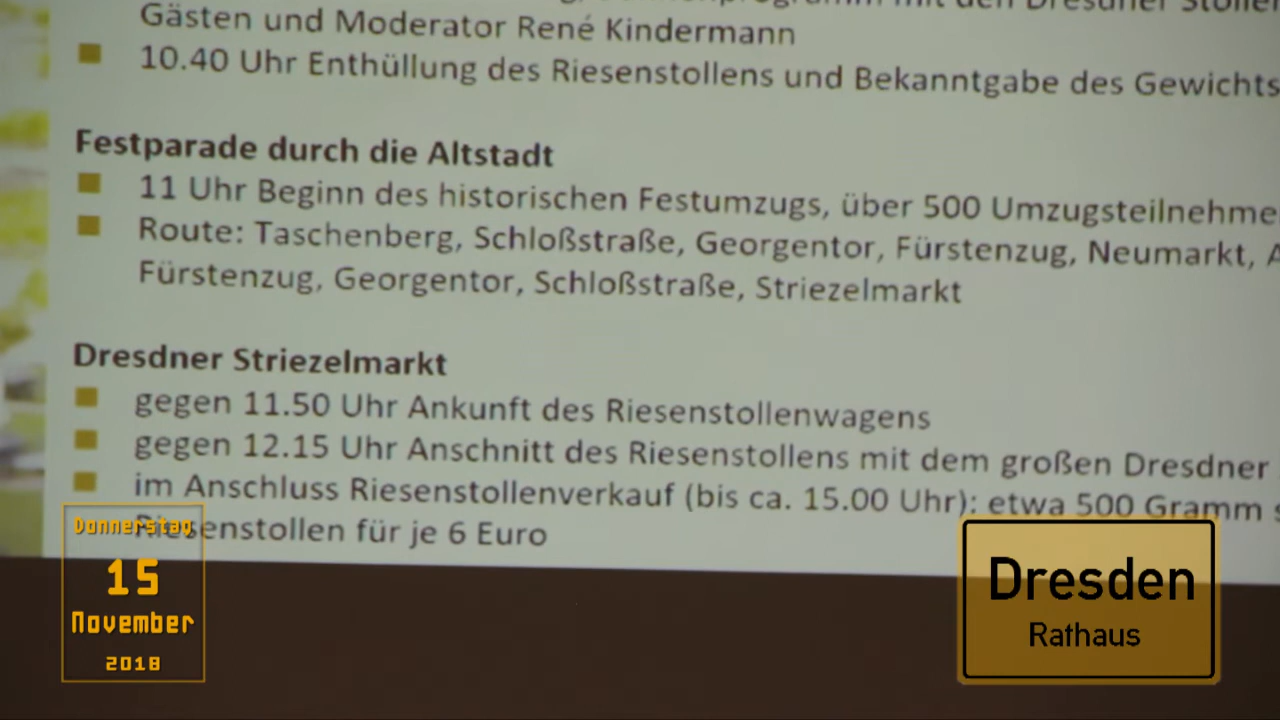 mit den Dresdner
Gästen und Moderator René Kindermann
10.40 Uhr Enthüllung des Riesenstollens und Bekanntgabe des Gewichts
Festparade durch die Altstadt
11 Uhr Beginn des historischen Festumzugs, über 500 Umzugsteilnehme
Route: Taschenberg, Schloßstraße, Georgentor, Fürstenzug, Neumarkt, A
Fürstenzug, Georgentor, Schloßstraße, Striezelmarkt
Dresdner Striezelmarkt
gegen 11.50 Uhr Ankunft des Riesenstollenwagens
gegen 12.15 Uhr Anschnitt des Riesenstollens mit dem großen Dresdner
im Anschluss Riesenstollenverkauf (bis ca. 15.00 Uhr): etwa 500 Gramm s
Riesenstollen für je 6 Euro
Donnerstag
15
November
2018
Dresden
Rathaus